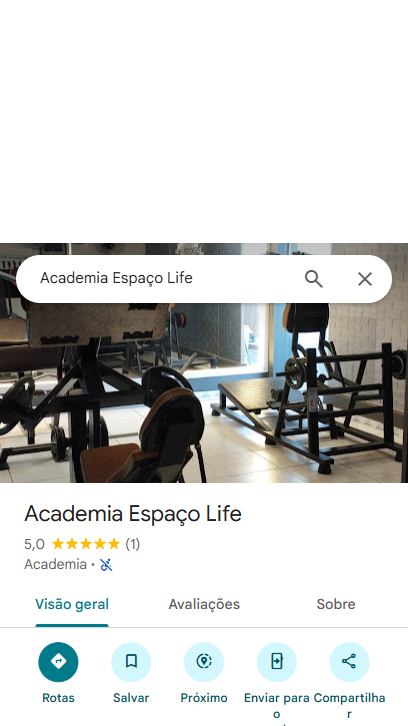 Academia Espaço Life
Academia Espaço Life
5,0 (1)
Academia ·
Visão geral Avaliações Sobre
Rotas Salvar Próximo Enviar para o Compartilhar